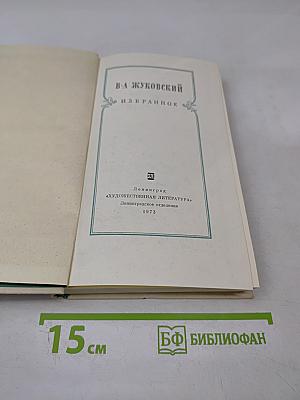 В·А ЖУКОВСКИЙ
ИЗБРАННОЕ
Ленинград
«ХУДОЖЕСТВЕННАЯ ЛИТЕРАТУРА»
Ленинградское отделение
1973
15 см
БФ БИБЛИОФАН